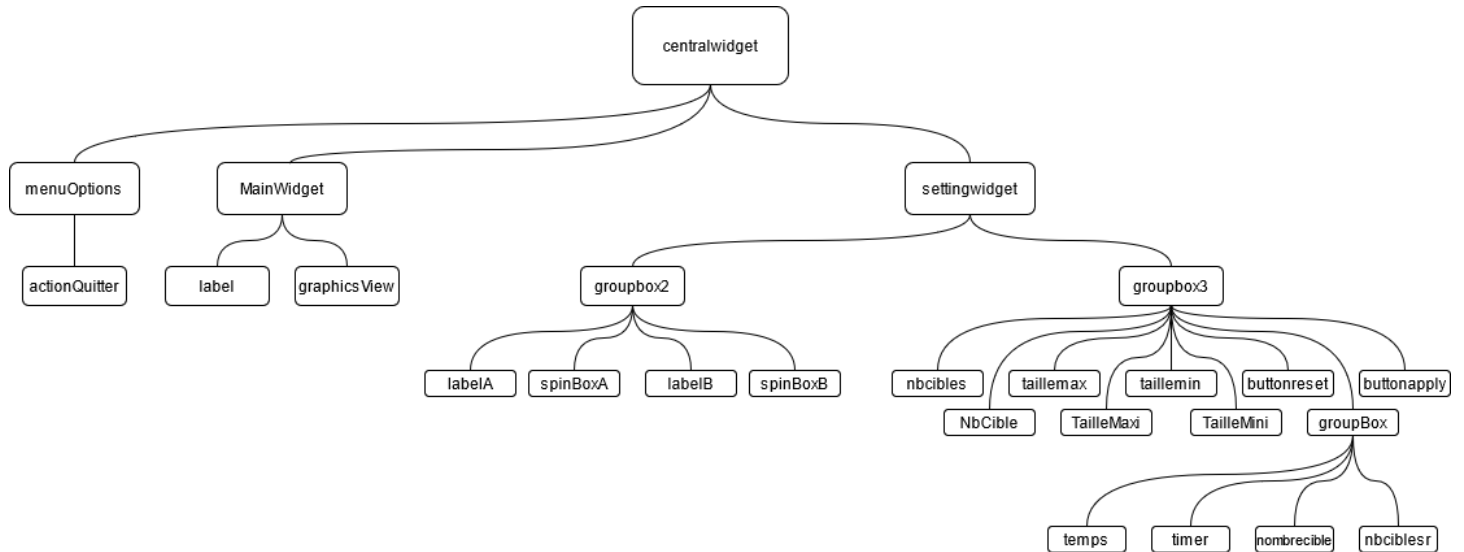 centralwidget
menuOptions
MainWidget
settingwidget
actionQuitter
label
graphicsView
groupbox2
groupbox3
labelA
spinBoxA
labelB
spinBoxB
nbcibles
taillemax
taillemin
buttonreset
buttonapply
NbCible
TailleMaxi
TailleMini
groupBox
temps
timer
nombrecible
nbciblesr